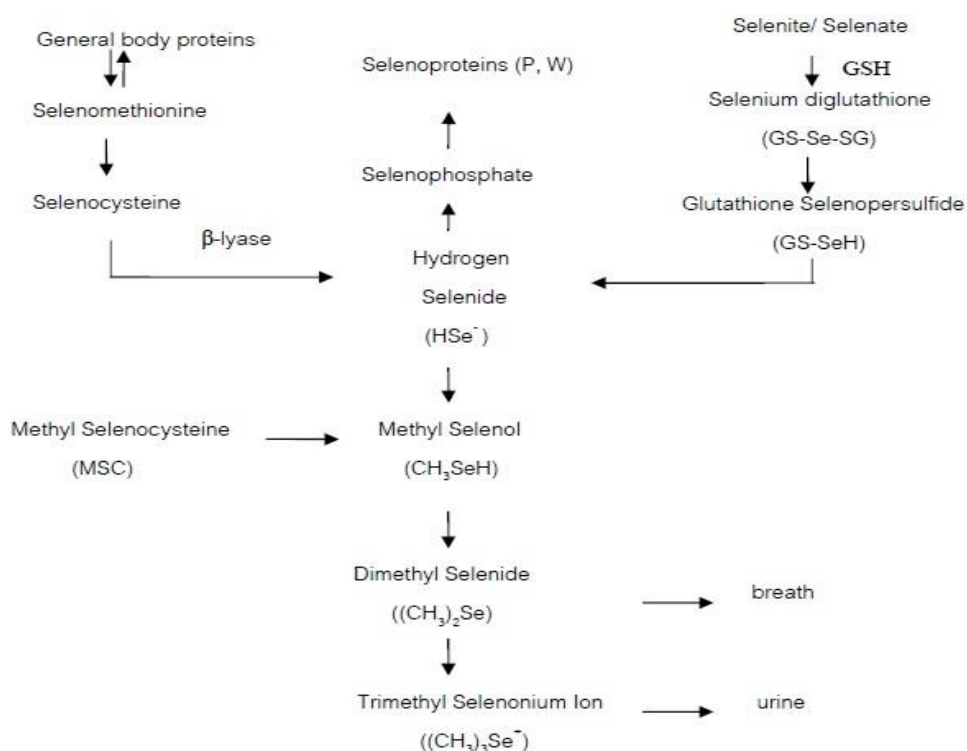 General body proteins
Selenomethionine
Selenocysteine
β-lyase
Selenoproteins (P, W)
Selenophosphate
Hydrogen
Selenide
(HSe⁻)
Selenite/ Selenate
GSH
Selenium diglutathione
(GS-Se-SG)
Glutathione Selenopersulfide
(GS-SeH)
Methyl Selenocysteine
(MSC)
Methyl Selenol
(CH₃SeH)
Dimethyl Selenide
((CH₃)₂Se)
breath
Trimethyl Selenonium Ion
((CH₃)₃Se⁺)
urine